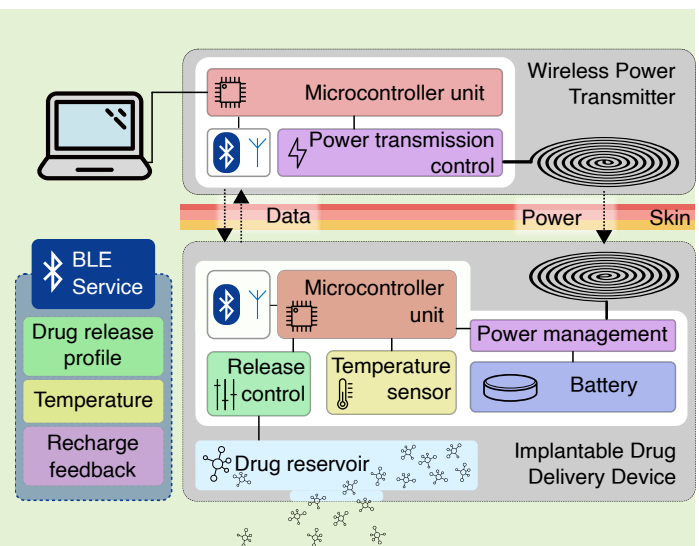 Wireless Power
Transmitter
Microcontroller unit
Power transmission
control
Data
Power
Skin
BLE
Service
Drug release
profile
Temperature
Recharge
feedback
Microcontroller
unit
Power management
Release
control
Temperature
sensor
Battery
Drug reservoir
Implantable Drug
Delivery Device